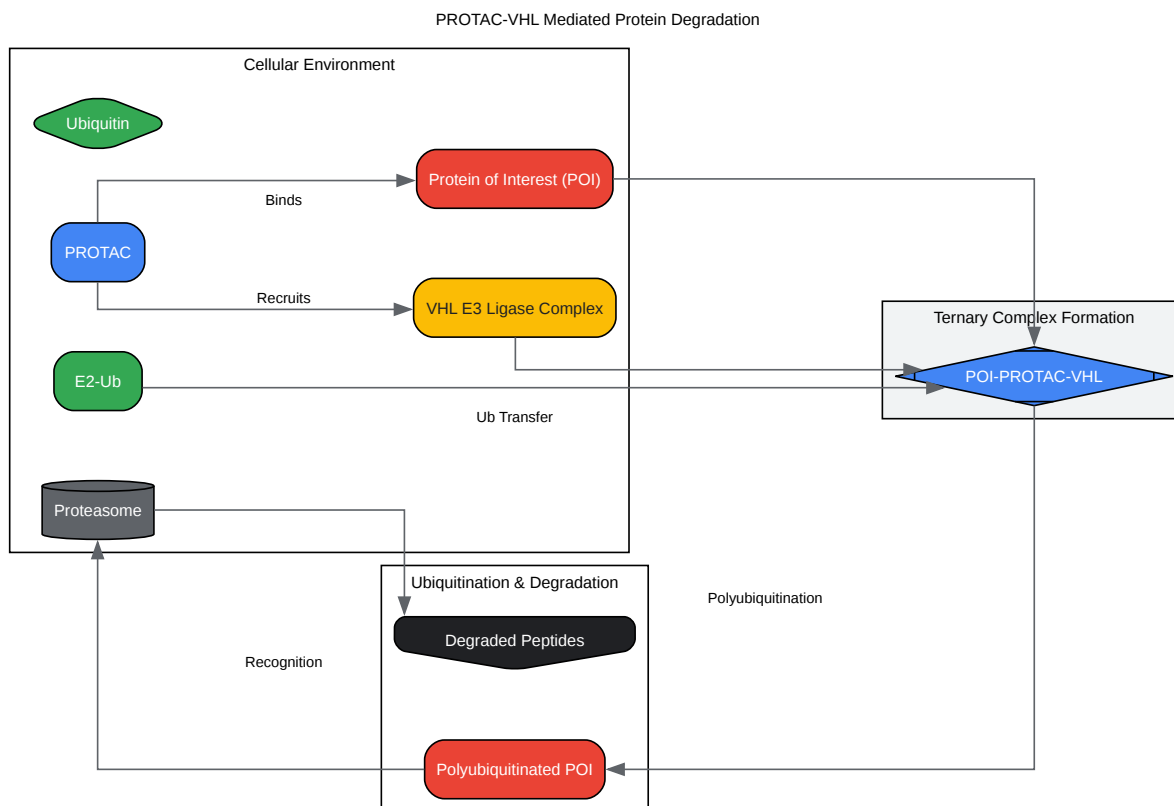 PROTAC-VHL Mediated Protein Degradation
Cellular Environment
Ubiquitin
Protein of Interest (POI)
Binds
PROTAC
Recruits
VHL E3 Ligase Complex
Ternary Complex Formation
POI-PROTAC-VHL
E2-Ub
Ub Transfer
Proteasome
Ubiquitination & Degradation
Polyubiquitination
Degraded Peptides
Recognition
Polyubiquitinated POI